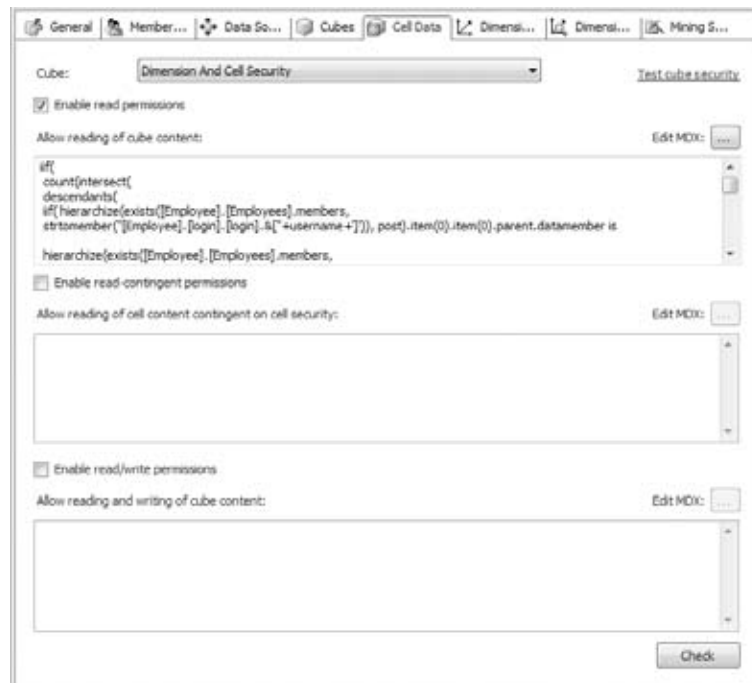 General Member... Data So... Cubes Cell Data Dimensi... Dimensi... Mining S...
Cube: Dimension And Cell Security Test cube security
Enable read permissions
Allow reading of cube content: Edit MDX: ...
iif(
count(intersect(
descendants(
iif( hierarchize(exists([Employee].[Employees].members,
strtomember("[Employee].[login].[login].&["+username+"]")), post).item(0).item(0).parent.datamember is
hierarchize(exists([Employee].[Employees].members,
Enable read-contingent permissions
Allow reading of cell content contingent on cell security: Edit MDX: ...
Enable read/write permissions
Allow reading and writing of cube content: Edit MDX: ...
Check